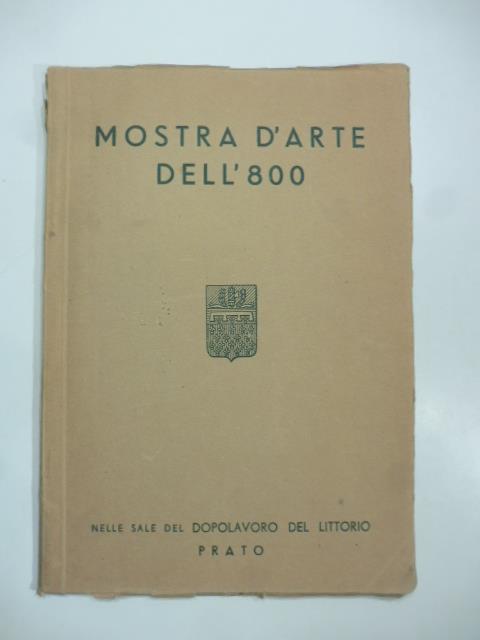 MOSTRA D'ARTE
DELL'800
NELLE SALE DEL DOPOLAVORO DEL LITTORIO
PRATO